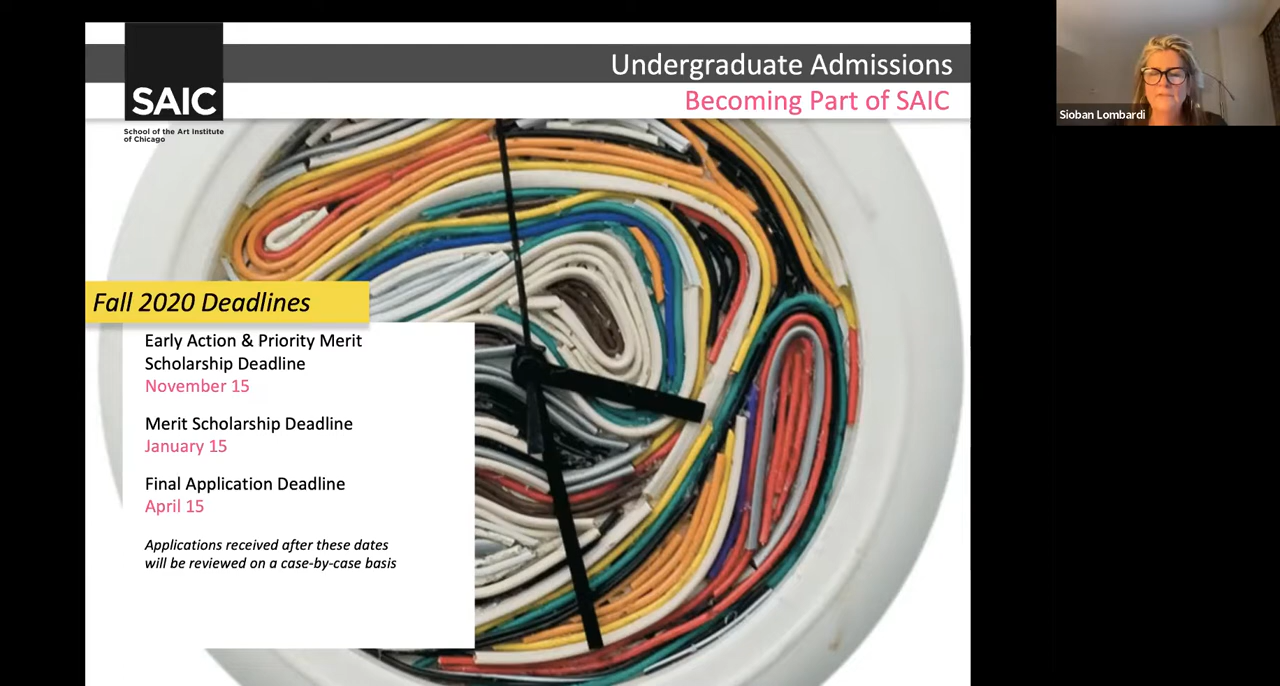 Undergraduate Admissions
Becoming Part of SAIC
SAIC
School of the Art Institute
of Chicago
Fall 2020 Deadlines
Early Action & Priority Merit
Scholarship Deadline
November 15
Merit Scholarship Deadline
January 15
Final Application Deadline
April 15
Applications received after these dates
will be reviewed on a case-by-case basis
Sioban Lombardi